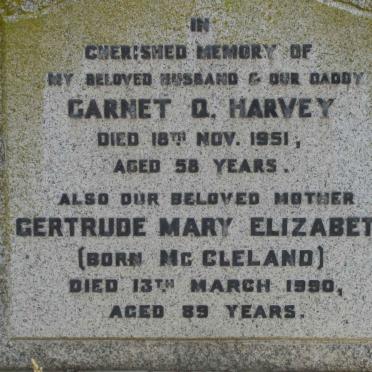 IN
CHERISHED MEMORY OF
MY BELOVED HUSBAND & OUR DADDY
GARNET Q. HARVEY
DIED 18TH NOV. 1951,
AGED 58 YEARS.
ALSO OUR BELOVED MOTHER
GERTRUDE MARY ELIZABET
(BORN MC CLELAND)
DIED 13TH MARCH 1990,
AGED 89 YEARS.